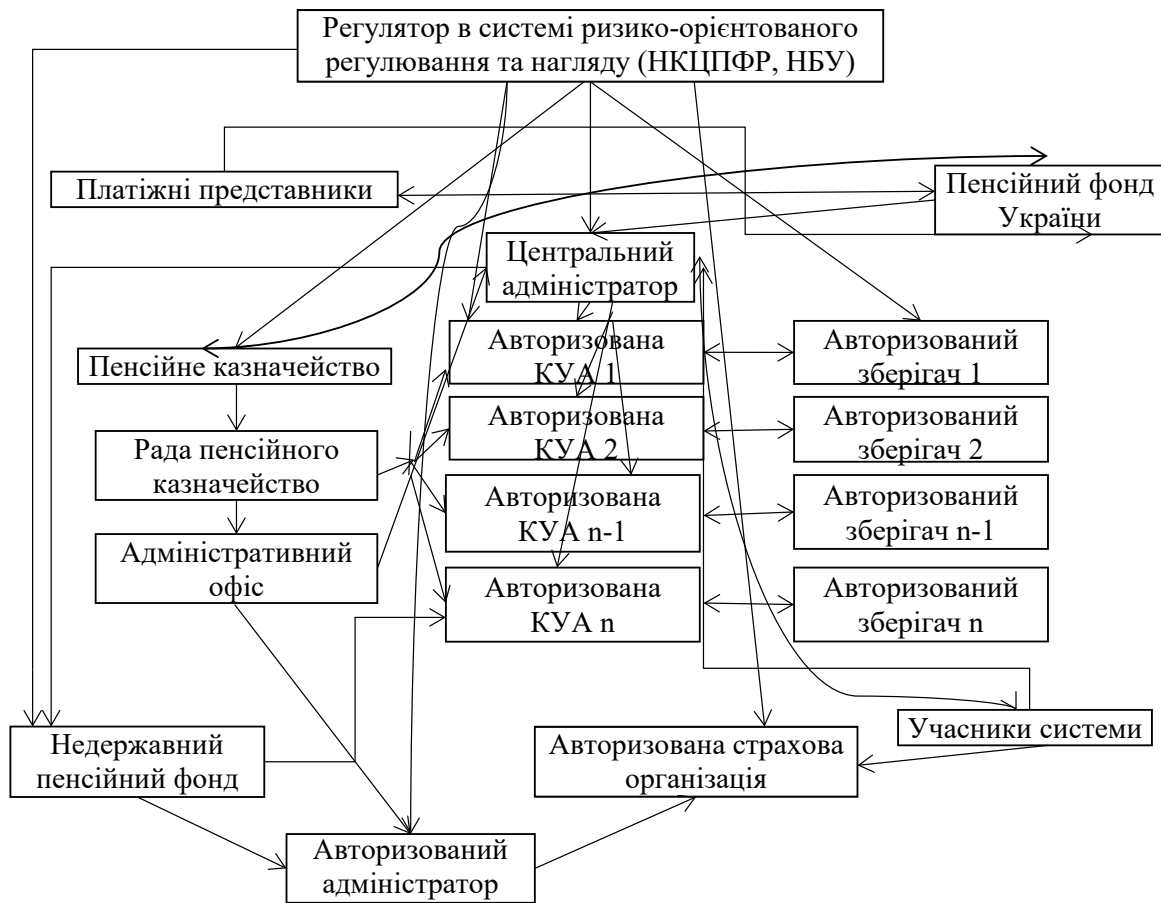 Регулятор в системі ризико-орієнтованого
регулювання та нагляду (НКЦПФР, НБУ)
Платіжні представники
Пенсійний фонд
України
Центральний
адміністратор
Авторизована
КУА 1
Авторизований
зберігач 1
Пенсійне казначейство
Авторизована
КУА 2
Авторизований
зберігач 2
Рада пенсійного
казначейство
Авторизована
КУА n-1
Авторизований
зберігач n-1
Адміністративний
офіс
Авторизована
КУА n
Авторизований
зберігач n
Учасники системи
Недержавний
пенсійний фонд
Авторизована страхова
організація
Авторизований
адміністратор